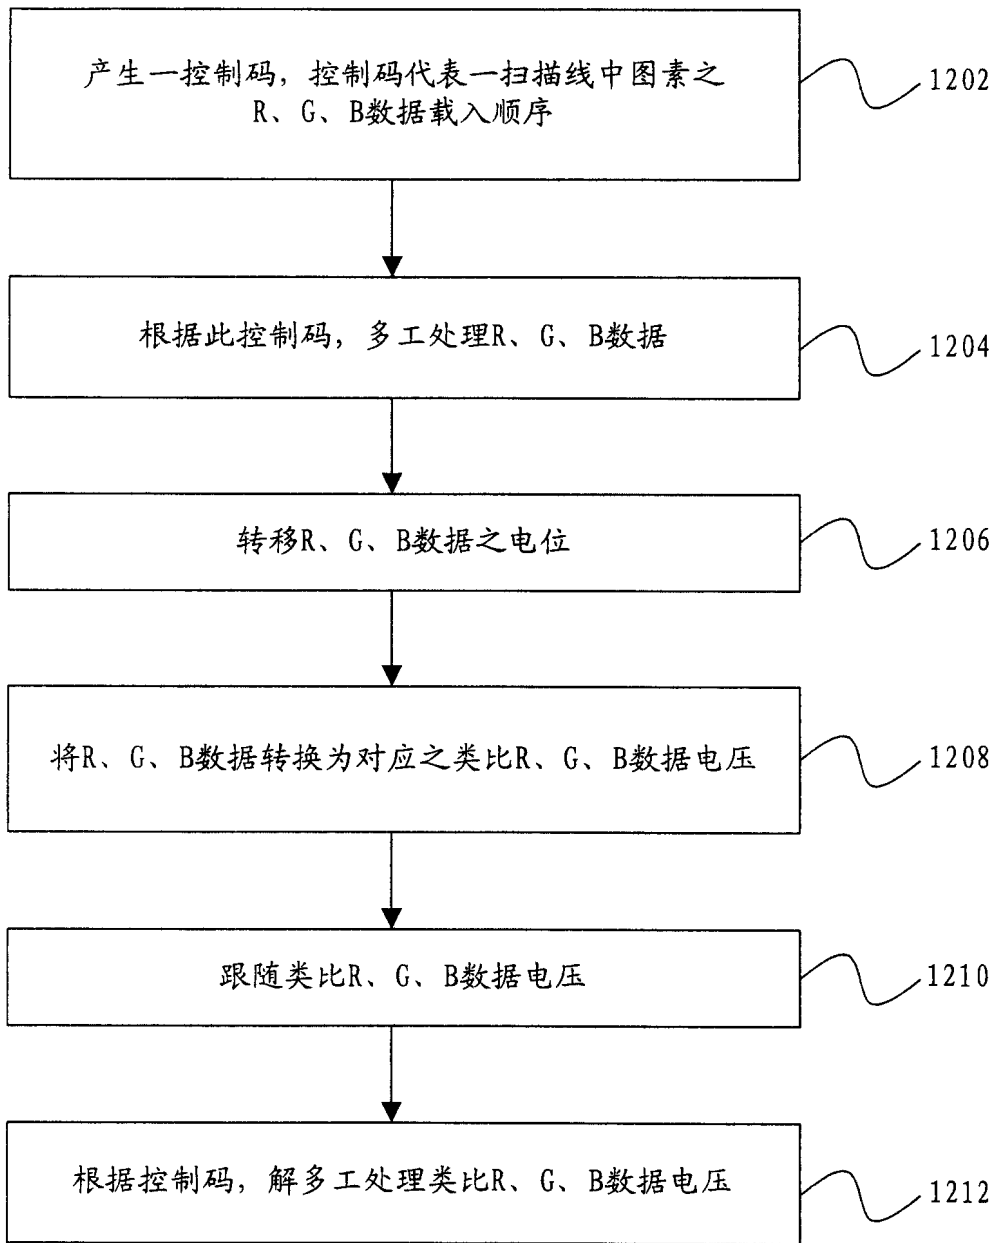 产生一控制码，控制码代表一扫描线中图素之
R、G、B数据载入顺序
1202
根据此控制码，多工处理R、G、B数据
1204
转移R、G、B数据之电位
1206
将R、G、B数据转换为对应之类比R、G、B数据电压
1208
跟随类比R、G、B数据电压
1210
根据控制码，解多工处理类比R、G、B数据电压
1212